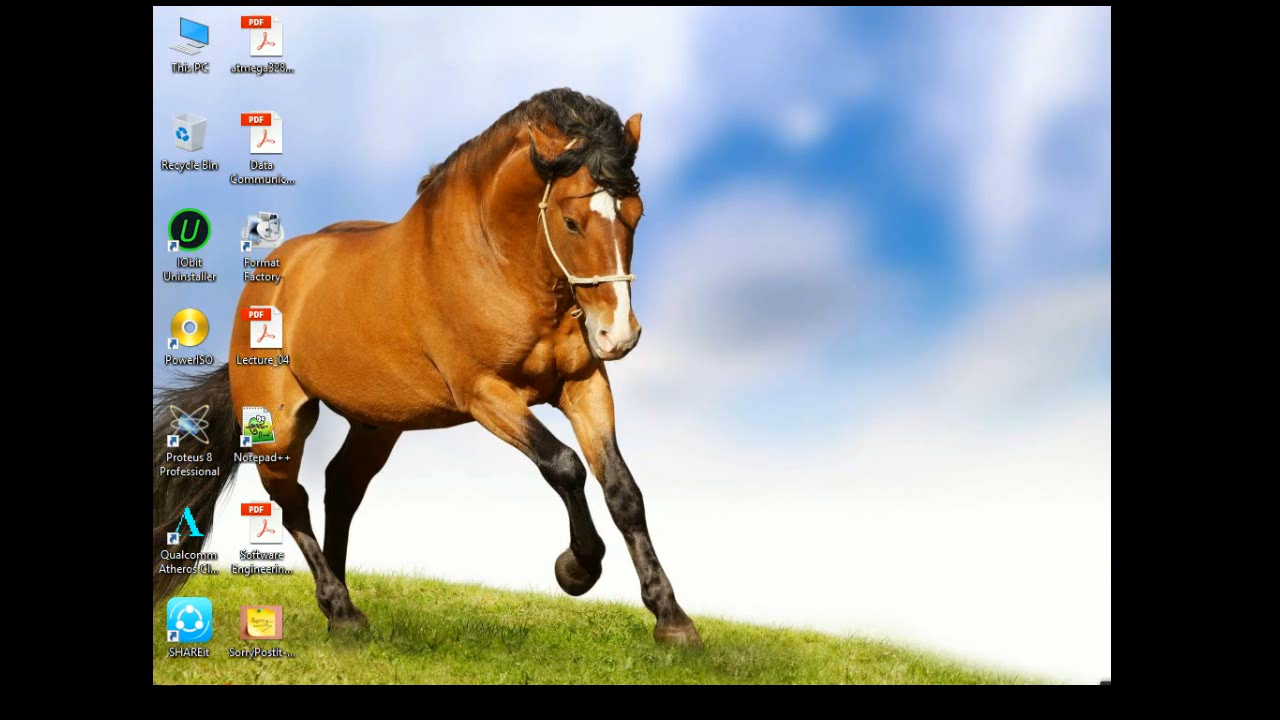 This PC
Recycle Bin
IObit
Uninstaller
PowerISO
Proteus 8
Professional
Qualcomm
Atheros Cl...
SHAREit
PDF
atmega328...
PDF
Data
Communic...
Format
Factory
PDF
Lecture_04
Notepad++
PDF
Software
Engineerin...
Sorry
SorryPostIt-...